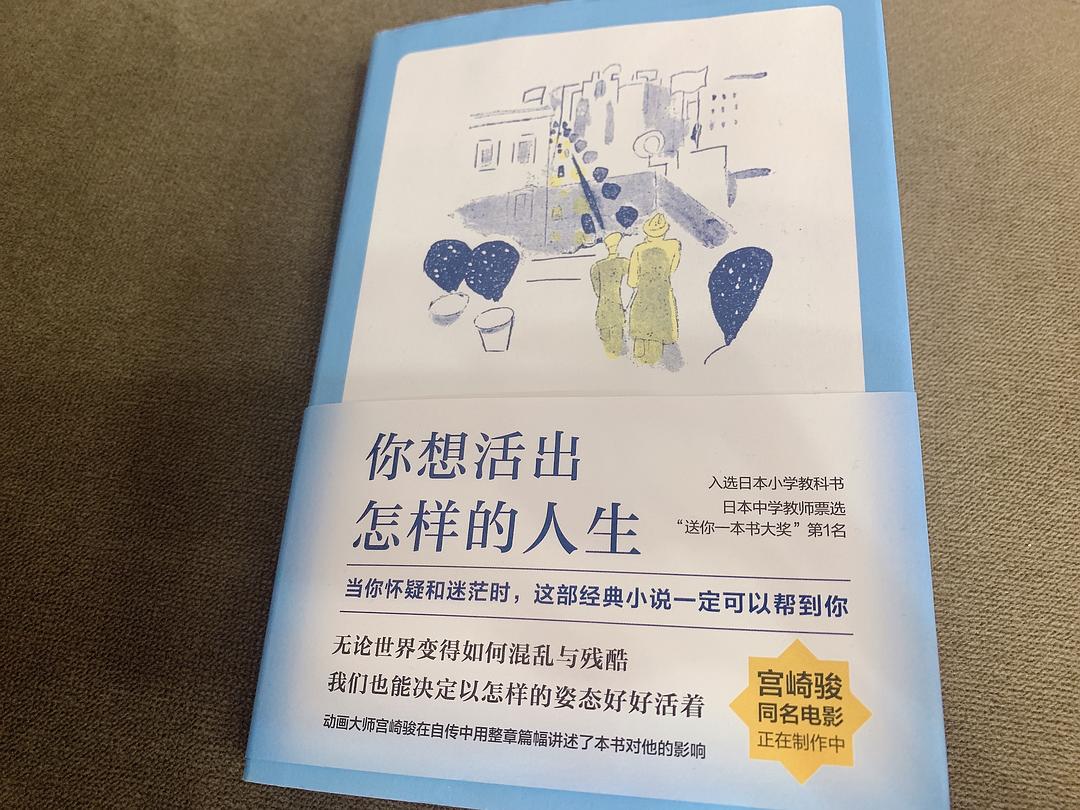 你想活出
怎样的人生
入选日本小学教科书
日本中学教师票选
“送你一本书大奖”第1名
当你怀疑和迷茫时，这部经典小说一定可以帮到你
无论世界变得如何混乱与残酷
我们也能决定以怎样的姿态好好活着
动画大师宫崎骏在自传中用整章篇幅讲述了本书对他的影响
宫崎骏
同名电影
正在制作中